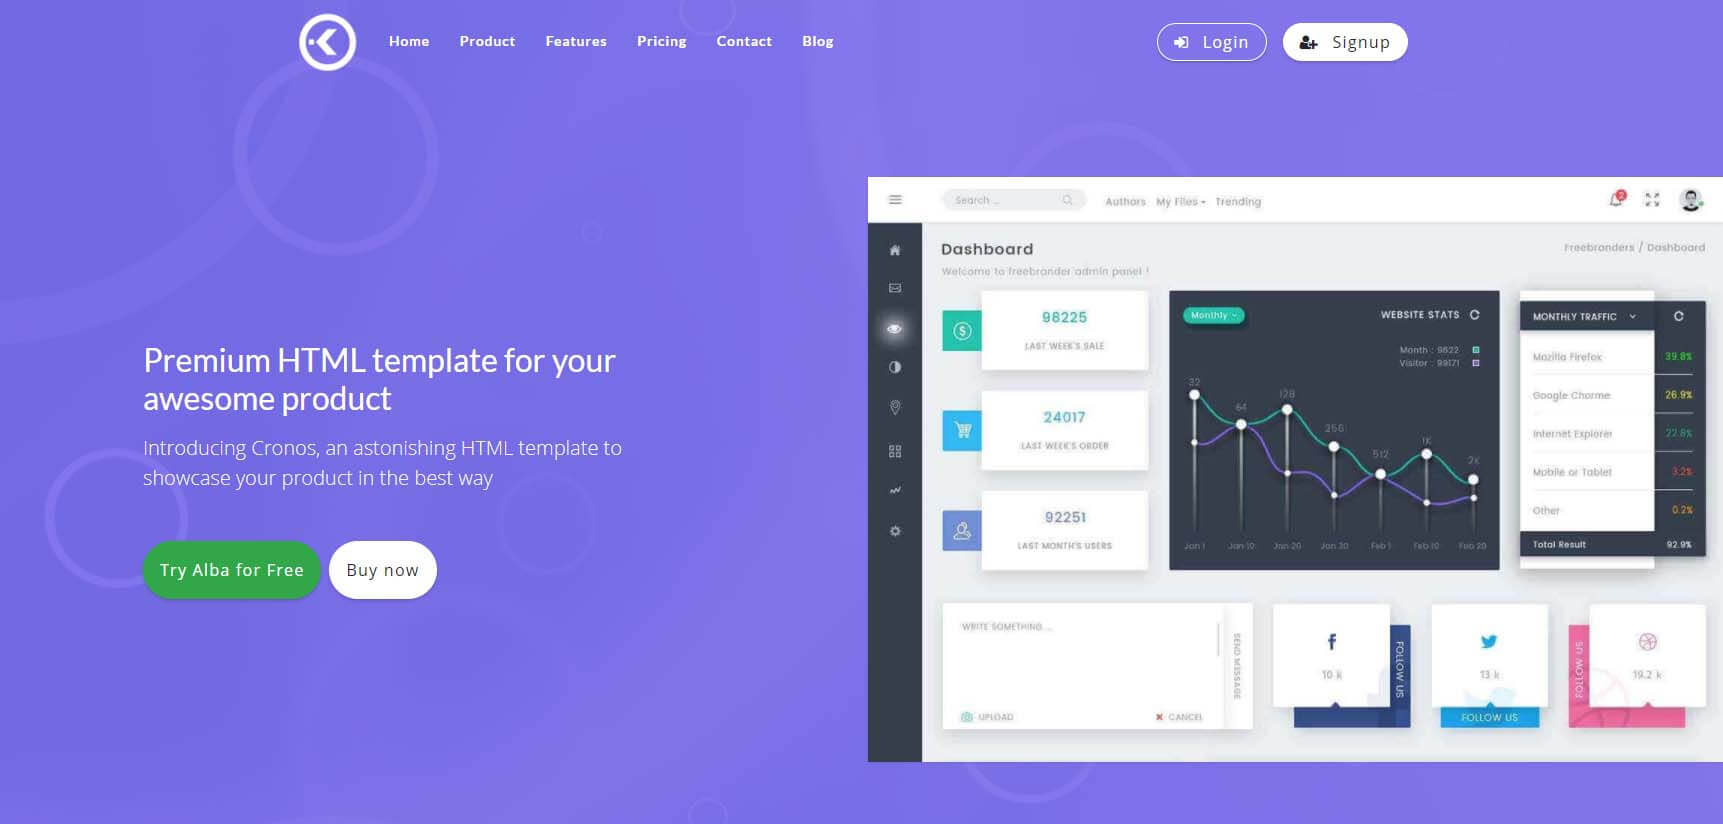 Home Product Features Pricing Contact Blog
Login
Signup
Premium HTML template for your
awesome product
Introducing Cronos, an astonishing HTML template to
showcase your product in the best way
Try Alba for Free
Buy now
Search ...
Authors My Files Trending
2
Dashboard
Welcome to freebrander admin panel !
Freebranders / Dashboard
98225
LAST WEEK'S SALE
24017
LAST WEEK'S ORDER
92251
LAST MONTH'S USERS
Monthly
WEBSITE STATS
Month : 9822
Visitor : 99171
32
64
128
256
512
1K
2K
Jan 1 Jan 10 Jan 20 Jan 30 Feb 1 Feb 10 Feb 20
MONTHLY TRAFFIC
Mozilla Firefox 39.8%
Google Chorme 26.9%
Internet Explorer 22.8%
Mobile or Tablet 3.2%
Other 0.2%
Total Result 92.9%
WRITE SOMETHING...
SEND MESSAGE
UPLOAD
CANCEL
10 k
FOLLOW US
13 k
FOLLOW US
19.2 k
FOLLOW US